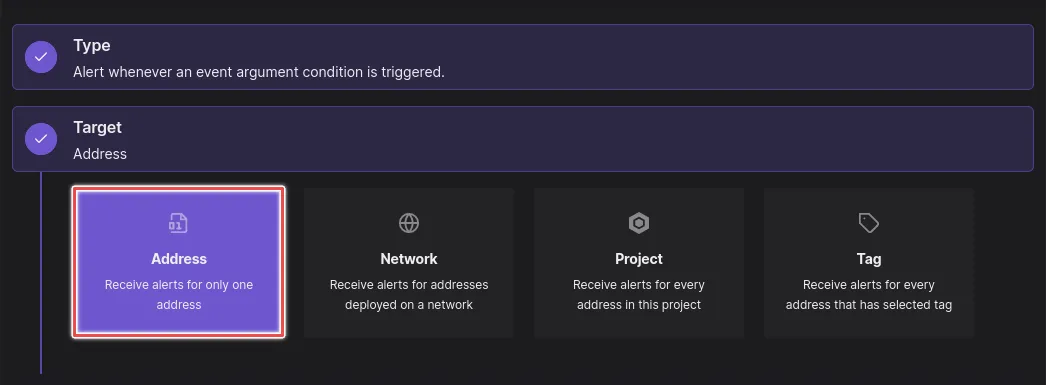 Type
Alert whenever an event argument condition is triggered.
Target
Address
Address
Receive alerts for only one
address
Network
Receive alerts for addresses
deployed on a network
Project
Receive alerts for every
address in this project
Tag
Receive alerts for every
address that has selected tag